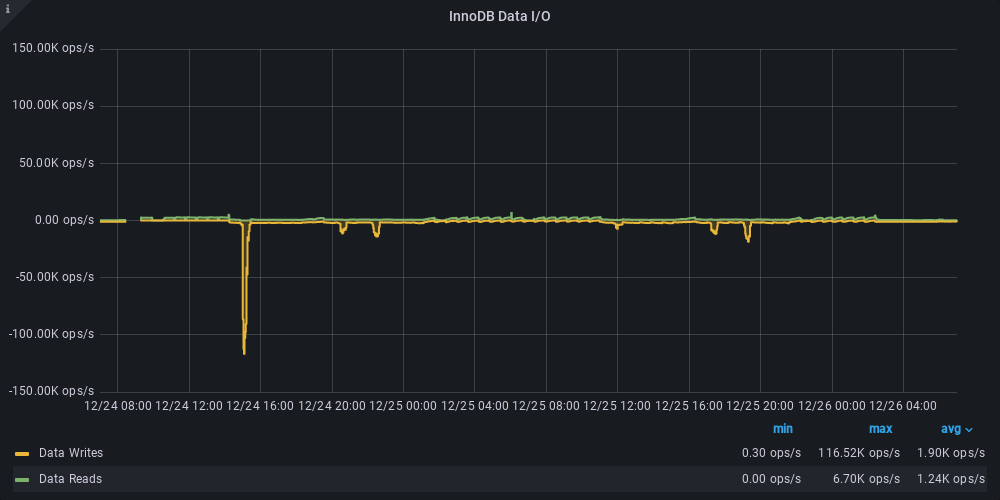 i
InnoDB Data I/O
150.00K ops/s
100.00K ops/s
50.00K ops/s
0.00 ops/s
-50.00K ops/s
-100.00K ops/s
-150.00K ops/s
12/24 08:00 12/24 12:00 12/24 16:00 12/24 20:00 12/25 00:00 12/25 04:00 12/25 08:00 12/25 12:00 12/25 16:00 12/25 20:00 12/26 00:00 12/26 04:00
min max avg
Data Writes 0.30 ops/s 116.52K ops/s 1.90K ops/s
Data Reads 0.00 ops/s 6.70K ops/s 1.24K ops/s